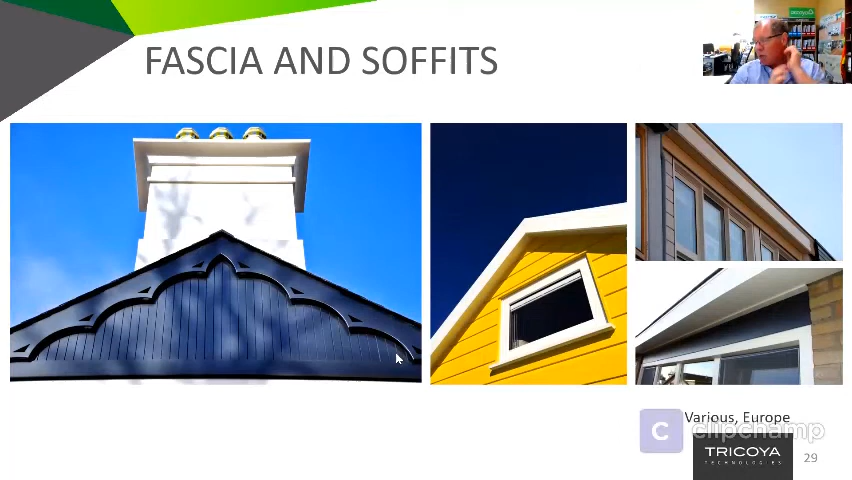 FASCIA AND SOFFITS
Various, Europe
C clipchamp
TRICOYA
TECHNOLOGIES
29